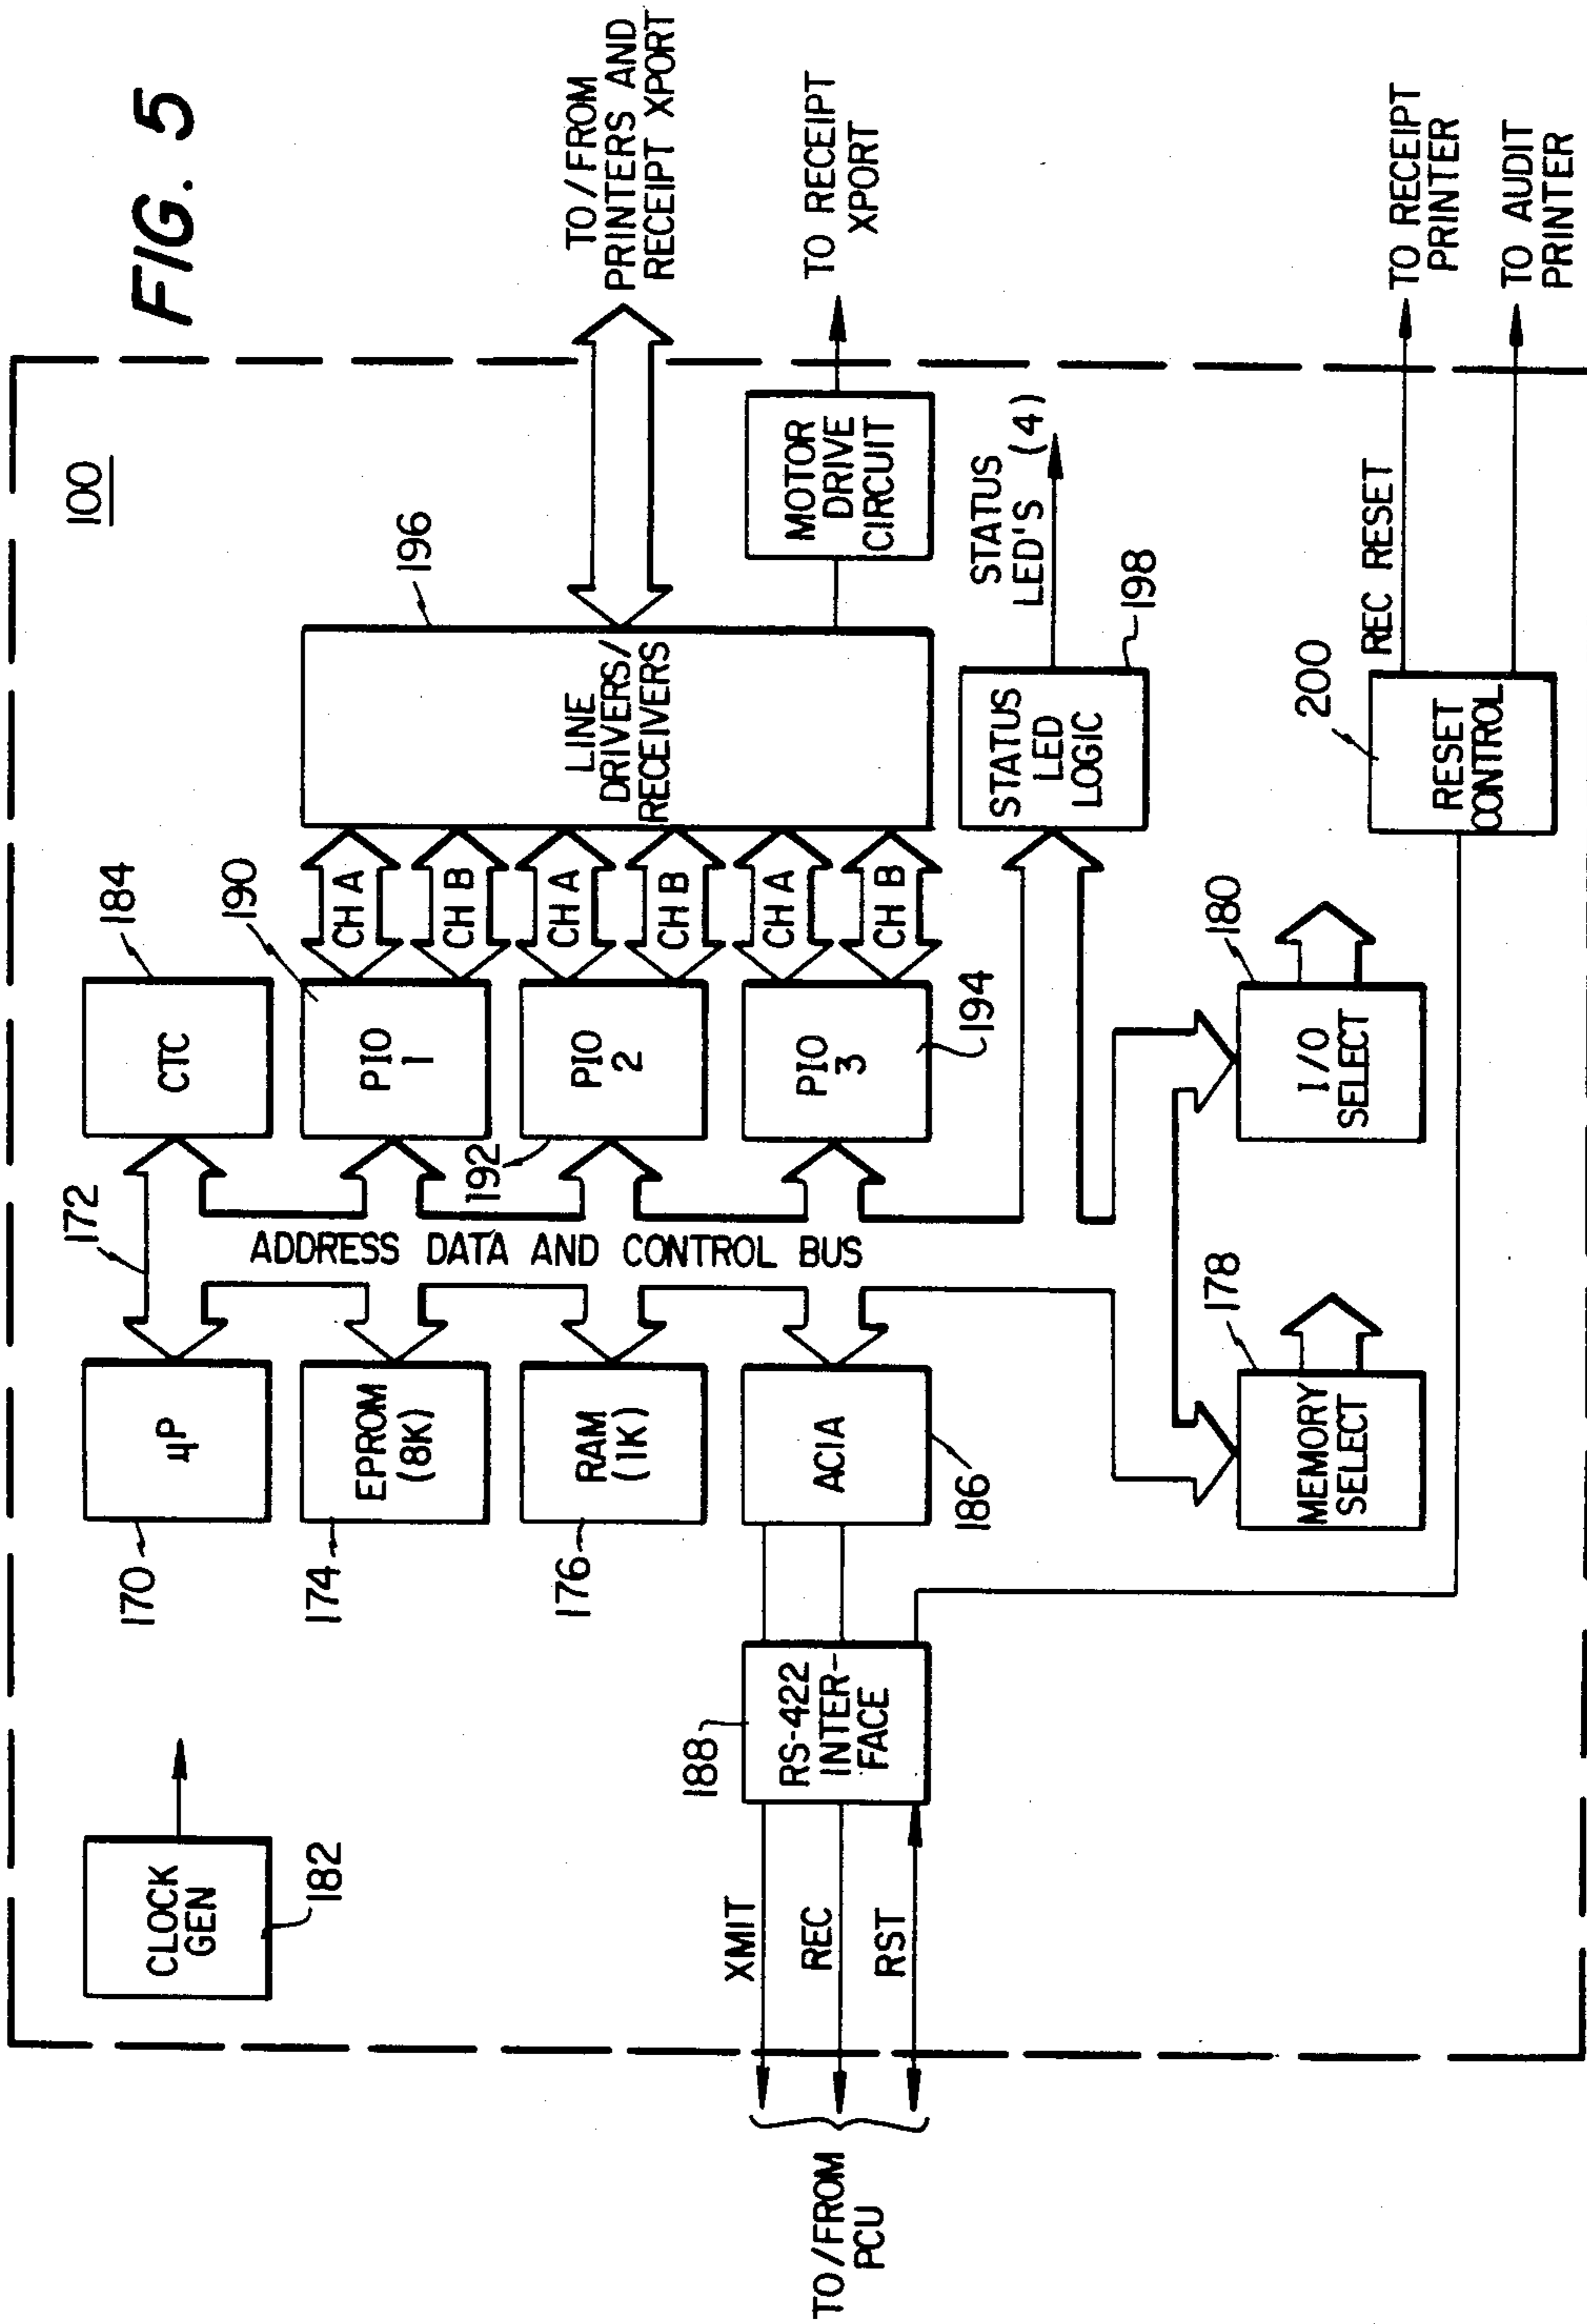 FIG. 5
100
TO/FROM
PRINTERS AND
RECEIPT XPORT
TO RECEIPT
XPORT
TO RECEIPT
PRINTER
TO AUDIT
PRINTER
CLOCK
GEN
182
170
µP
172
CTC
184
174
EPROM
(8K)
PIO
1
190
CH A
CH B
196
LINE
DRIVERS/
RECEIVERS
ADDRESS DATA AND CONTROL BUS
176
RAM
(1K)
192
PIO
2
CH A
CH B
TO/FROM
PCU
XMIT
REC
RST
188
RS-422
INTER-
FACE
ACIA
186
PIO
3
194
CH A
CH B
MOTOR
DRIVE
CIRCUIT
STATUS
LED LOGIC
198
STATUS
LED'S (4)
178
MEMORY
SELECT
180
I/O
SELECT
200
RESET
CONTROL
REC RESET